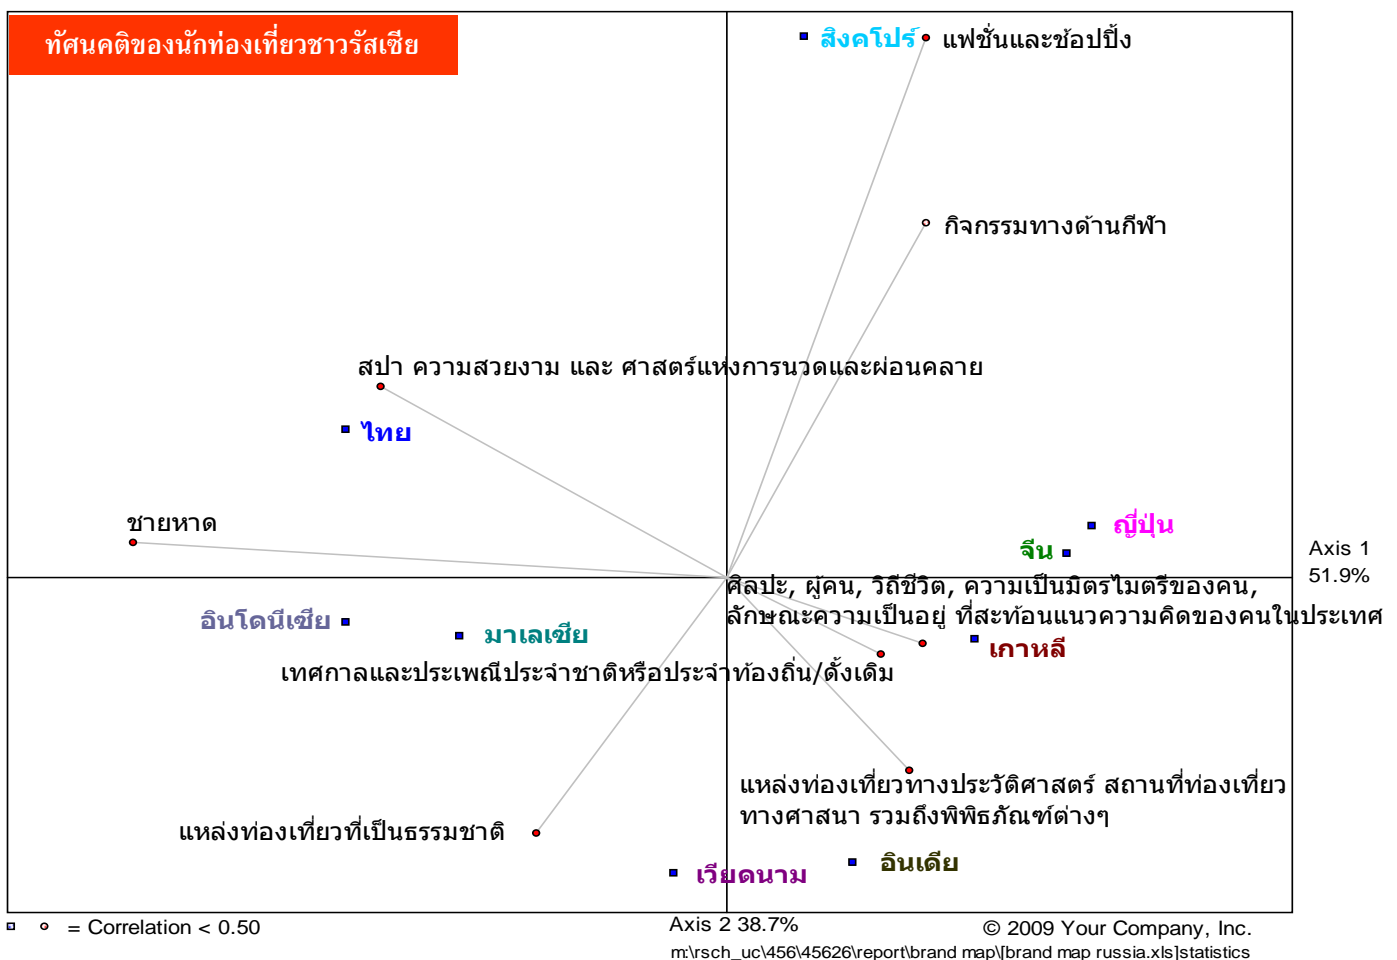 ทัศนคติของนักท่องเที่ยวชาวรัสเซีย
สิงคโปร์
แฟชั่นและช้อปปิ้ง
กิจกรรมทางด้านกีฬา
สปา ความสวยงาม และ ศาสตร์แห่งการนวดและผ่อนคลาย
ไทย
ชายหาด
ญี่ปุ่น
จีน
Axis 1
51.9%
ศิลปะ, ผู้คน, วิถีชีวิต, ความเป็นมิตรไมตรีของคน,
ลักษณะความเป็นอยู่ ที่สะท้อนแนวความคิดของคนในประเทศ
อินโดนีเซีย
มาเลเซีย
เกาหลี
เทศกาลและประเพณีประจำชาติหรือประจำท้องถิ่น/ดั้งเดิม
แหล่งท่องเที่ยวทางประวัติศาสตร์ สถานที่ท่องเที่ยว
ทางศาสนา รวมถึงพิพิธภัณฑ์ต่างๆ
แหล่งท่องเที่ยวที่เป็นธรรมชาติ
เวียดนาม
อินเดีย
= Correlation < 0.50
Axis 2 38.7%
© 2009 Your Company, Inc.
m:\rsch_uc\456\45626\report\brand map\[brand map russia.xls]statistics